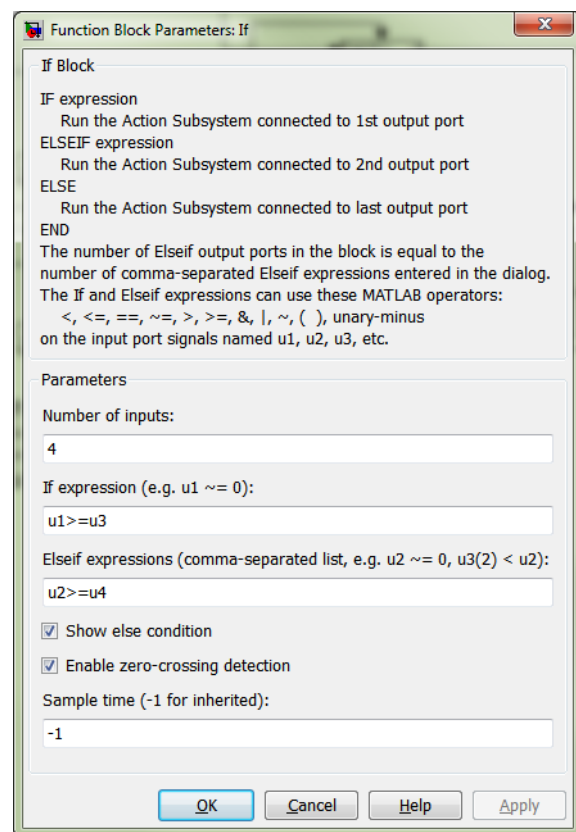 Function Block Parameters: If
If Block
IF expression
Run the Action Subsystem connected to 1st output port
ELSEIF expression
Run the Action Subsystem connected to 2nd output port
ELSE
Run the Action Subsystem connected to last output port
END
The number of Elseif output ports in the block is equal to the
number of comma-separated Elseif expressions entered in the dialog.
The If and Elseif expressions can use these MATLAB operators:
<, <=, ==, ~=, >, >=, &, |, ~, ( ), unary-minus
on the input port signals named u1, u2, u3, etc.
Parameters
Number of inputs:
4
If expression (e.g. u1 ~= 0):
u1>=u3
Elseif expressions (comma-separated list, e.g. u2 ~= 0, u3(2) < u2):
u2>=u4
Show else condition
Enable zero-crossing detection
Sample time (-1 for inherited):
-1
OK Cancel Help Apply